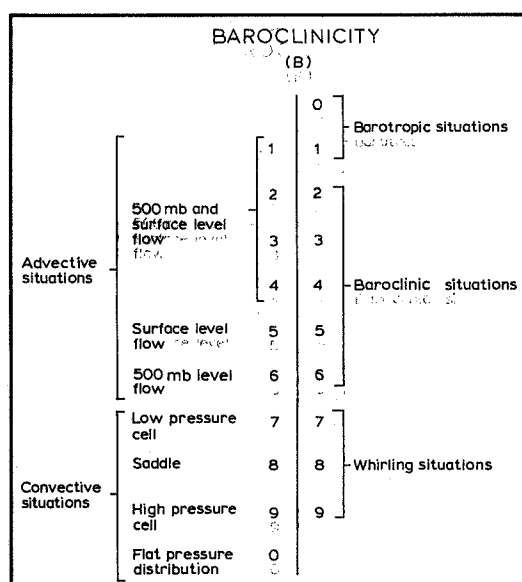 BAROCLINICITY
(B)
0
Barotropic situations
1 1
2 2
500 mb and
surface level
flow
3 3
Advective
situations
4 4
Baroclinic situations
Surface level
flow
5 5
500 mb level
flow
6 6
Low pressure
cell
7 7
Saddle
8 8
Whirling situations
Convective
situations
High pressure
cell
9 9
Flat pressure
distribution
0